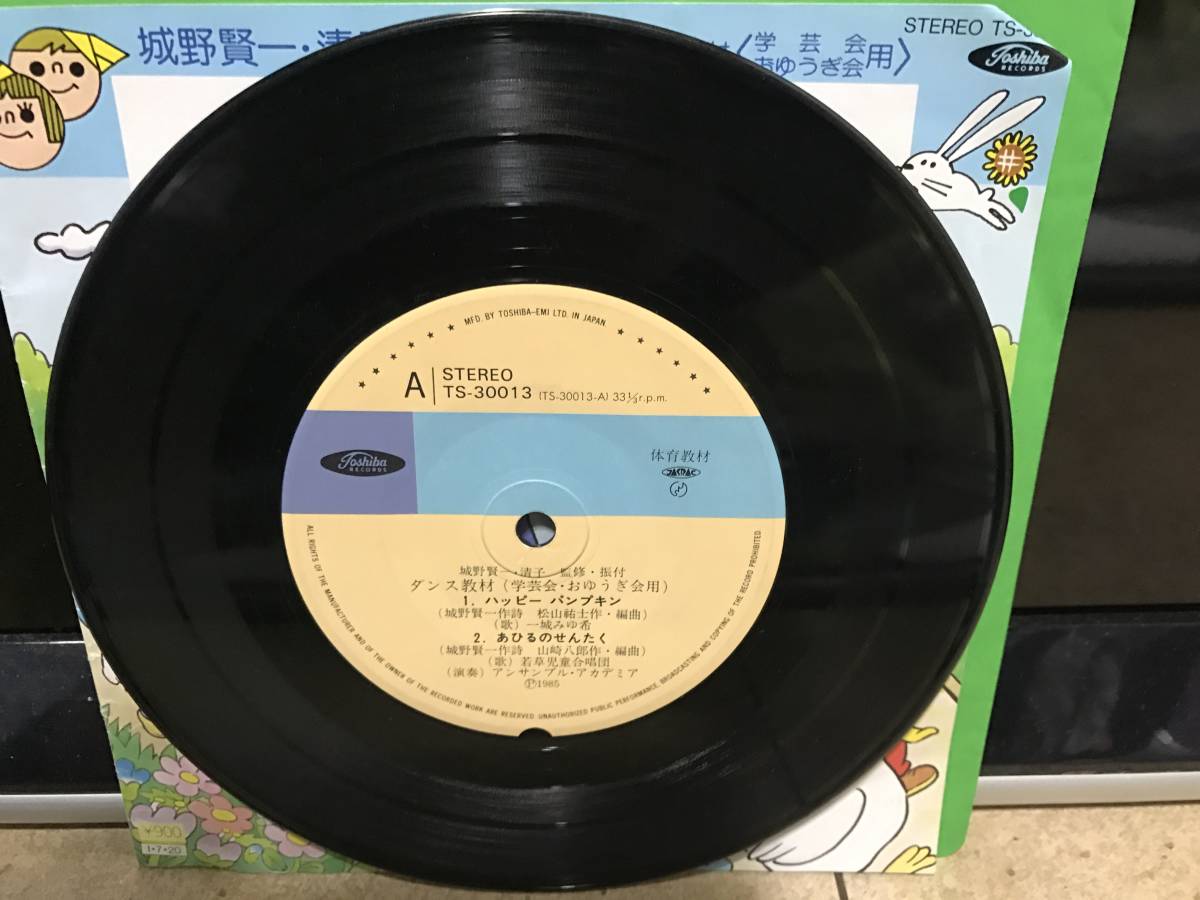 城野賢一・清
〈学芸会
おゆうぎ会用〉
STEREO TS-3
Toshiba
RECORDS
MFD. BY TOSHIBA-EMI LTD. IN JAPAN.
A STEREO
TS-30013 (TS-30013-A) 33 1/3 r.p.m.
Toshiba
RECORDS
体育教材
JASRAC
城野賢一・清子 監修・振付
ダンス教材(学芸会・おゆうぎ会用)
1. ハッピー パンプキン
(城野賢一作詩 松山祐士作・編曲)
(歌)一城みゆ希
2. あひるのせんたく
(城野賢一作詩 山崎八郎作・編曲)
(歌)若草児童合唱団
(演奏)アンサンブル・アカデミア
Ⓟ1985
ALL RIGHTS OF THE MANUFACTURER AND OF THE OWNER OF THE RECORDED WORK ARE RESERVED. UNAUTHORIZED PUBLIC PERFORMANCE, BROADCASTING AND COPYING OF THE RECORD PROHIBITED.
¥900
1・7・20